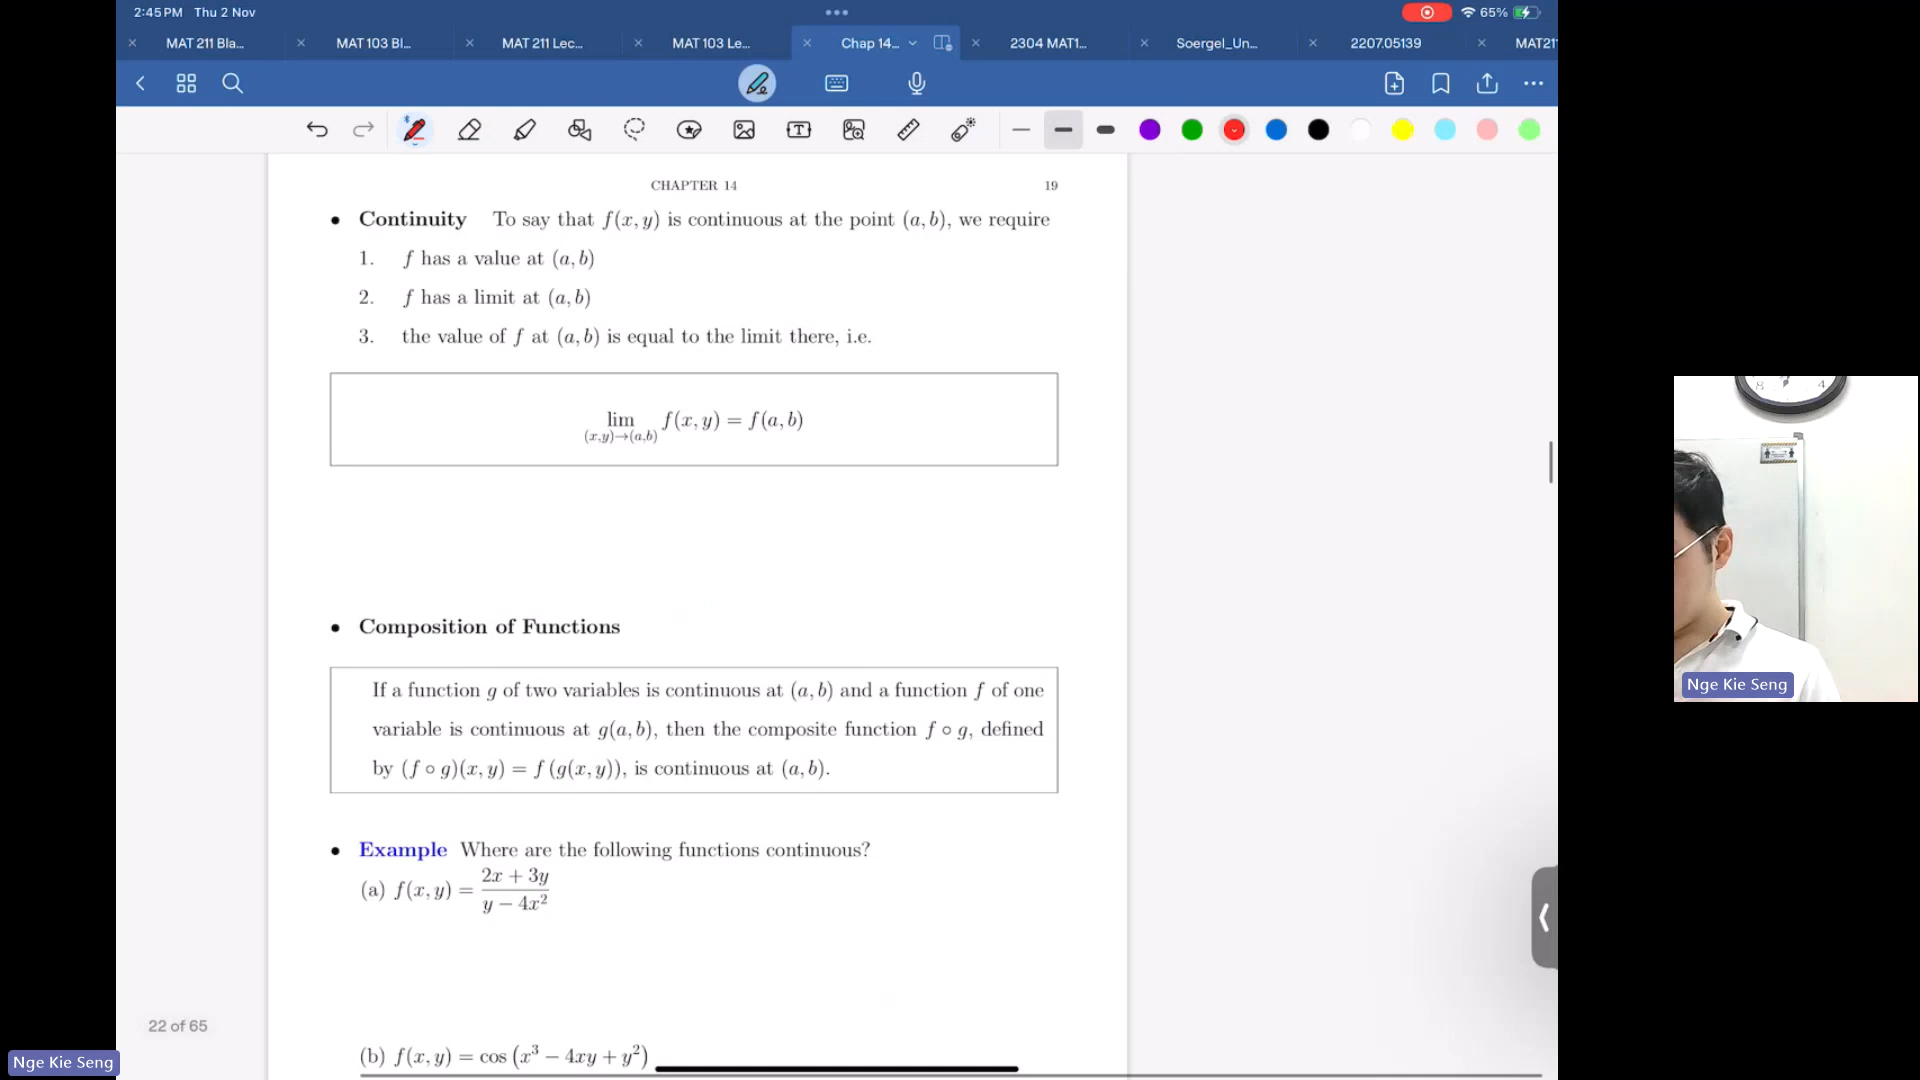 2:45 PM Thu 2 Nov
65%
MAT 211 Bla...
MAT 103 Bl...
MAT 211 Lec...
MAT 103 Le...
Chap 14...
2304 MAT1...
Soergel_Un...
2207.05139
MAT21
CHAPTER 14
19
• Continuity To say that f(x, y) is continuous at the point (a, b), we require
1. f has a value at (a, b)
2. f has a limit at (a, b)
3. the value of f at (a, b) is equal to the limit there, i.e.
lim f(x, y) = f(a, b)
(x,y)→(a,b)
• Composition of Functions
If a function g of two variables is continuous at (a, b) and a function f of one
variable is continuous at g(a, b), then the composite function f ∘ g, defined
by (f ∘ g)(x, y) = f (g(x, y)), is continuous at (a, b).
• Example Where are the following functions continuous?
(a) f(x, y) = 2x + 3y
y − 4x²
(b) f(x, y) = cos (x³ − 4xy + y²)
22 of 65
Nge Kie Seng
8 4
Nge Kie Seng